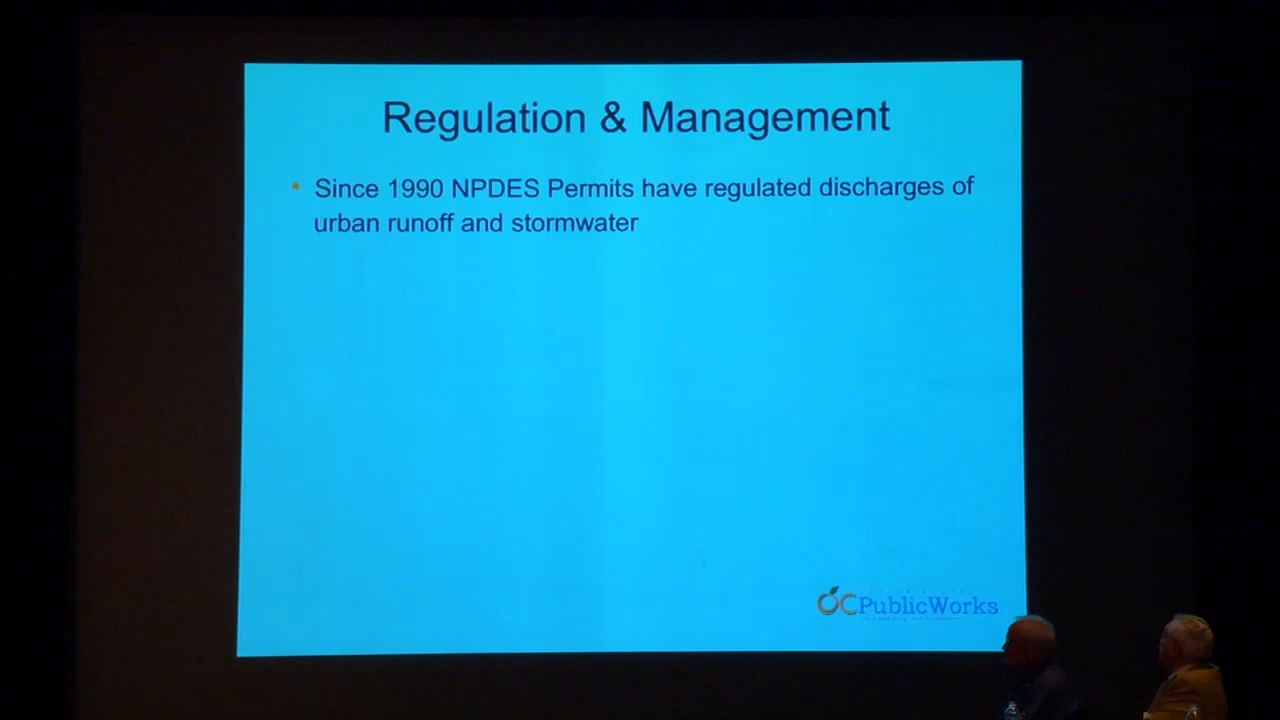 Regulation & Management
• Since 1990 NPDES Permits have regulated discharges of
urban runoff and stormwater
OCPublicWorks